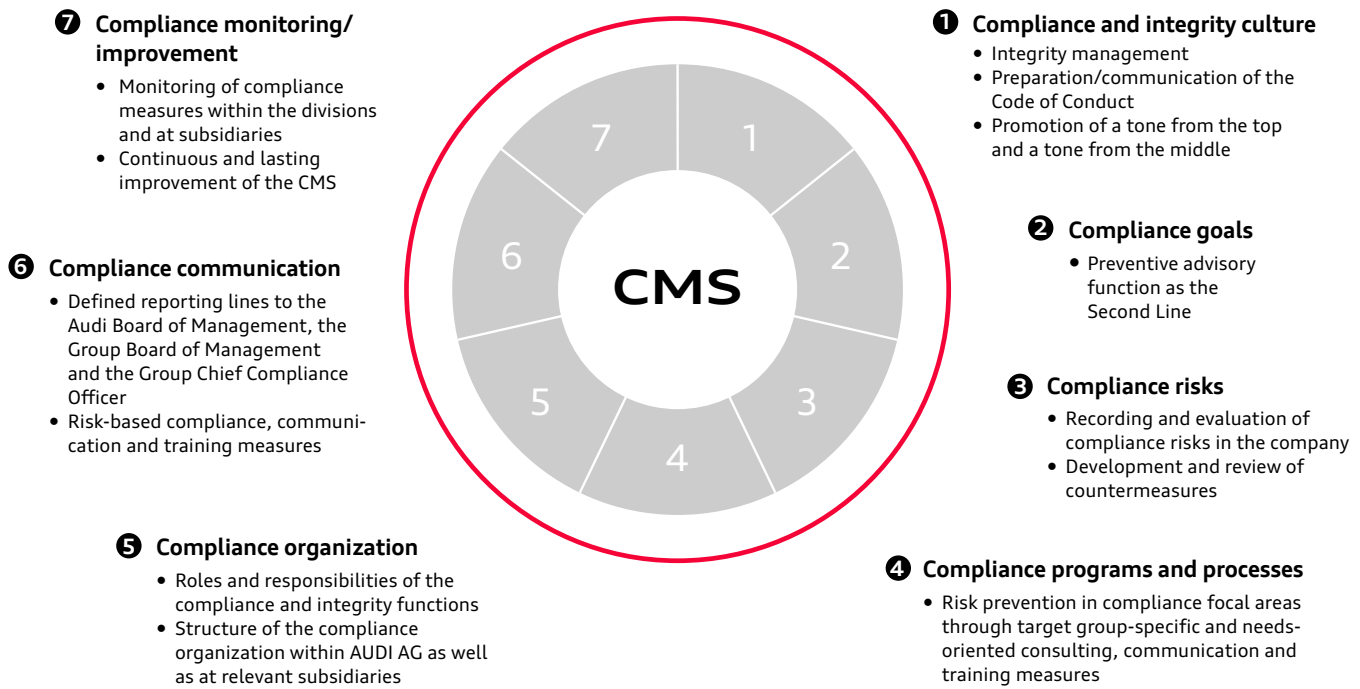 ❶ Compliance and integrity culture
• Integrity management
• Preparation/communication of the
Code of Conduct
• Promotion of a tone from the top
and a tone from the middle
❷ Compliance goals
• Preventive advisory
function as the
Second Line
❸ Compliance risks
• Recording and evaluation of
compliance risks in the company
• Development and review of
countermeasures
❹ Compliance programs and processes
• Risk prevention in compliance focal areas
through target group-specific and needs-
oriented consulting, communication and
training measures
❺ Compliance organization
• Roles and responsibilities of the
compliance and integrity functions
• Structure of the compliance
organization within AUDI AG as well
as at relevant subsidiaries
❻ Compliance communication
• Defined reporting lines to the
Audi Board of Management, the
Group Board of Management
and the Group Chief Compliance
Officer
• Risk-based compliance, communi-
cation and training measures
❼ Compliance monitoring/
improvement
• Monitoring of compliance
measures within the divisions
and at subsidiaries
• Continuous and lasting
improvement of the CMS
CMS
1
2
3
4
5
6
7